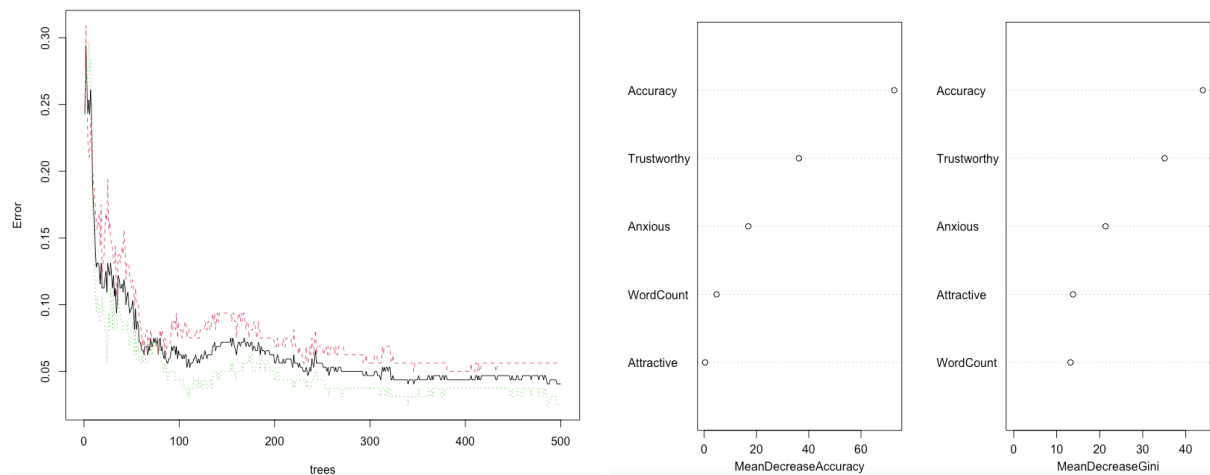 0.30
0.25
0.20
0.15
0.10
0.05
Error
0 100 200 300 400 500
trees
Accuracy
Trustworthy
Anxious
WordCount
Attractive
0 20 40 60
MeanDecreaseAccuracy
Accuracy
Trustworthy
Anxious
Attractive
WordCount
0 10 20 30 40
MeanDecreaseGini